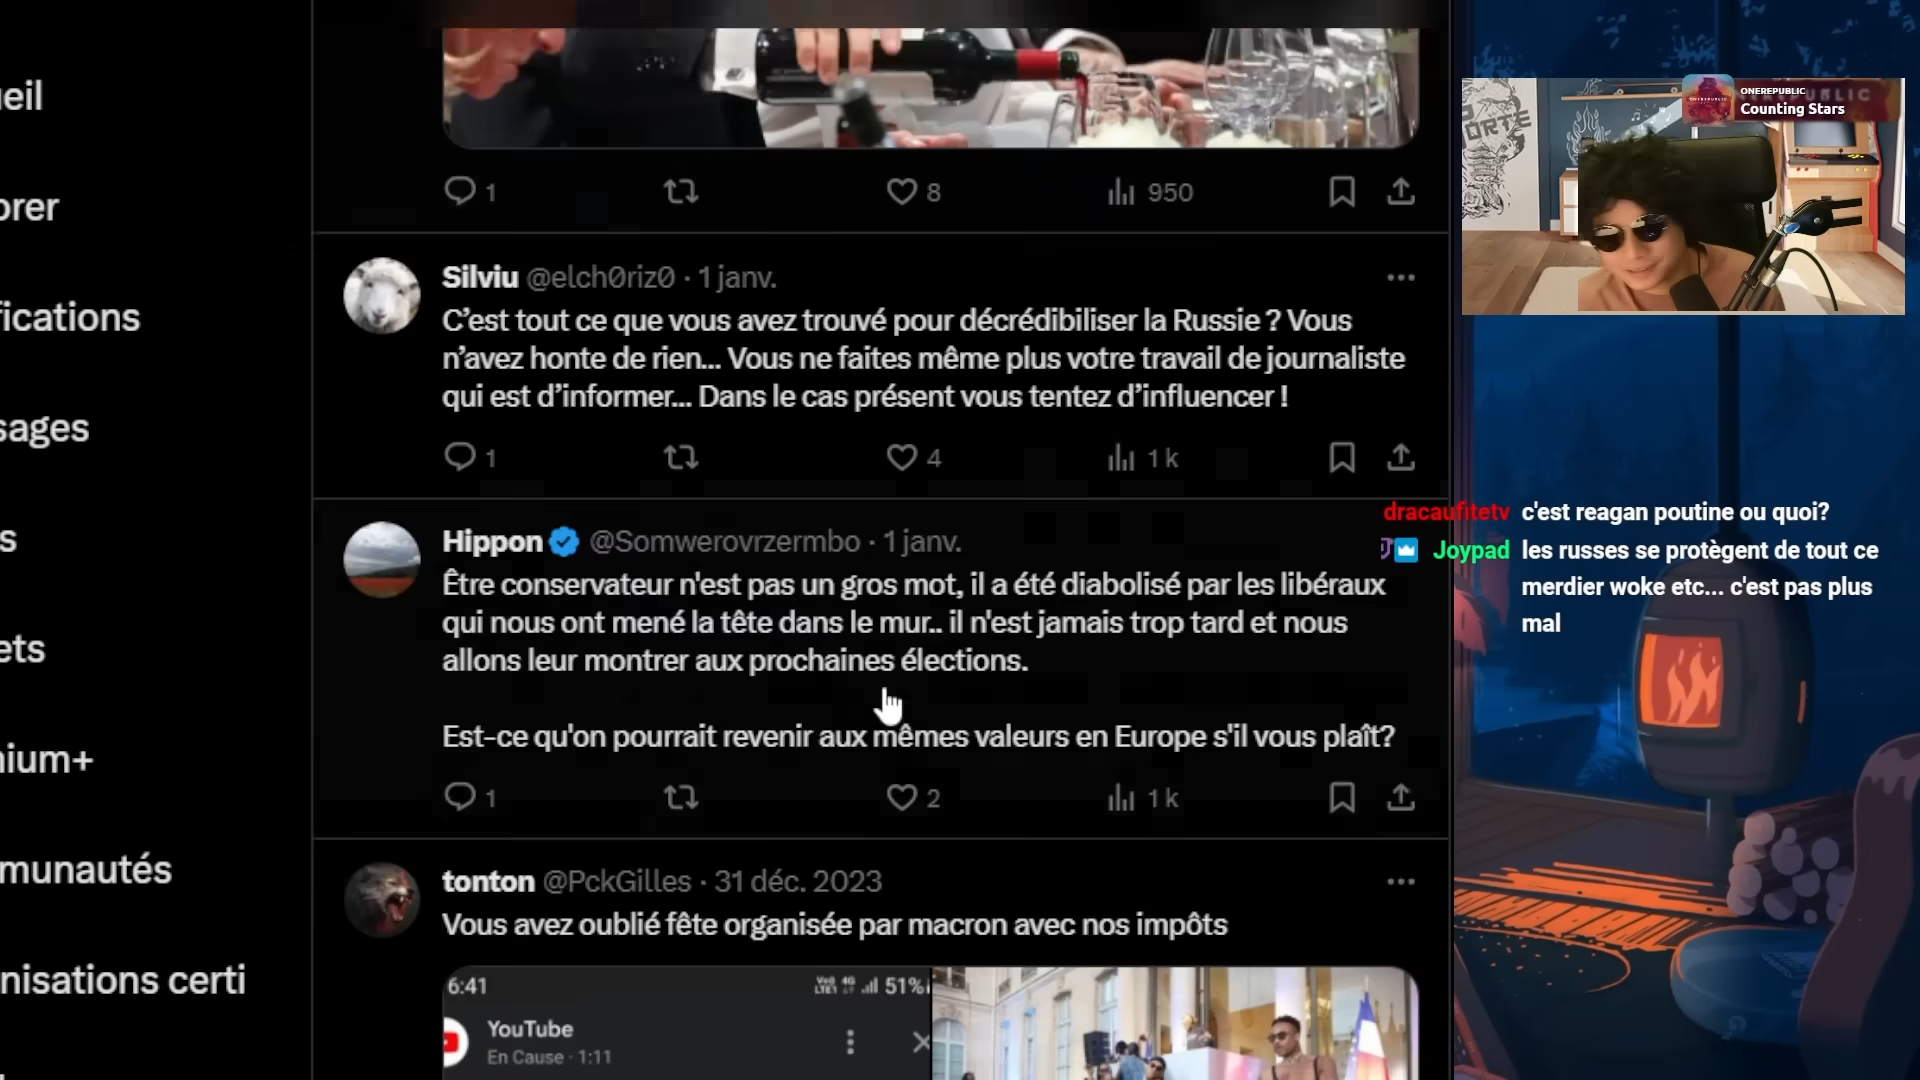 eil
orer
fications
sages
s
ets
nium+
munautés
nisations certi
1
8
950
Silviu @elch0riz0 · 1 janv.
C’est tout ce que vous avez trouvé pour décrédibiliser la Russie ? Vous
n’avez honte de rien... Vous ne faites même plus votre travail de journaliste
qui est d’informer... Dans le cas présent vous tentez d’influencer !
1
4
1 k
Hippon @Somwerovrzermbo · 1 janv.
Être conservateur n'est pas un gros mot, il a été diabolisé par les libéraux
qui nous ont mené la tête dans le mur.. il n'est jamais trop tard et nous
allons leur montrer aux prochaines élections.
Est-ce qu'on pourrait revenir aux mêmes valeurs en Europe s'il vous plaît?
1
2
1 k
tonton @PckGilles · 31 déc. 2023
Vous avez oublié fête organisée par macron avec nos impôts
6:41
51%
YouTube
En Cause · 1:11
ONEREPUBLIC
Counting Stars
ORTE
dracaufitetv c'est reagan poutine ou quoi?
Joypad les russes se protègent de tout ce
merdier woke etc... c'est pas plus
mal